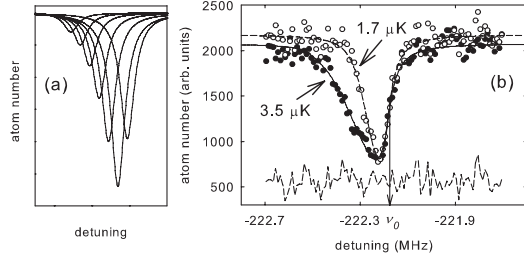 (a)
atom number
detuning
atom number (arb. units)
2500
2000
1500
1000
500
1.7 µK
(b)
3.5 µK
-222.7
-222.3
ν0
-221.9
detuning (MHz)